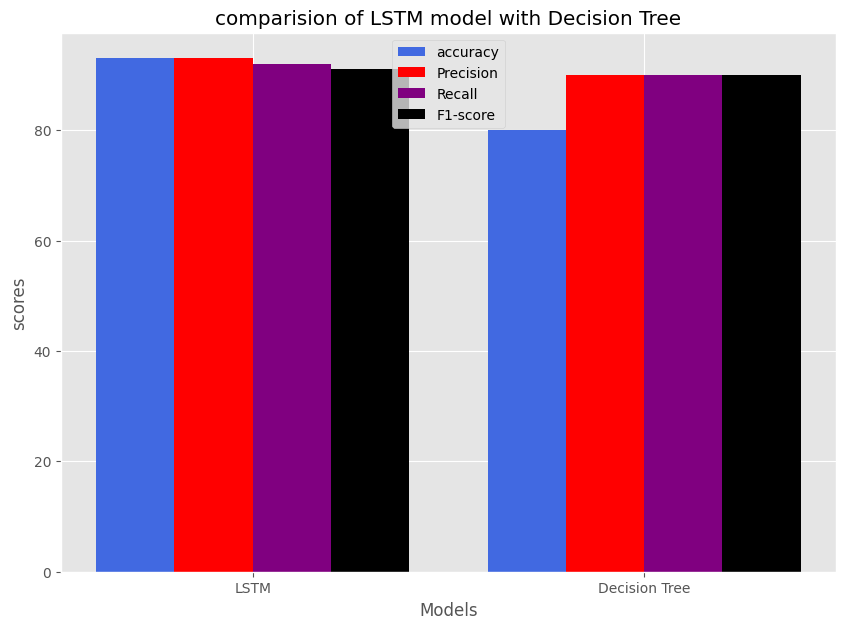 comparision of LSTM model with Decision Tree
accuracy
Precision
Recall
F1-score
80
60
40
20
0
scores
LSTM
Decision Tree
Models